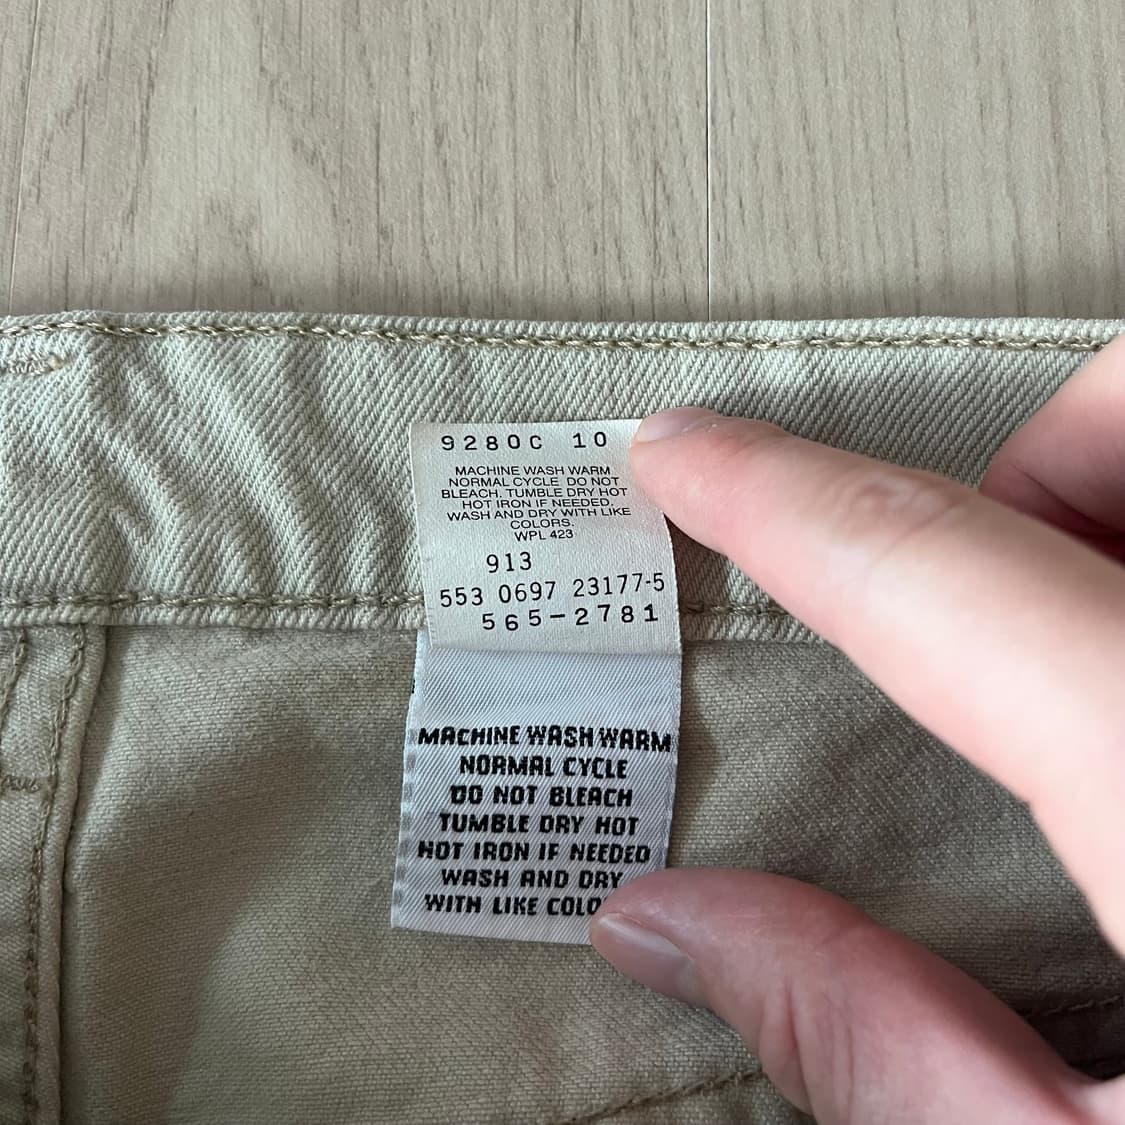 9280C 10
MACHINE WASH WARM
NORMAL CYCLE DO NOT
BLEACH. TUMBLE DRY HOT
HOT IRON IF NEEDED.
WASH AND DRY WITH LIKE
COLORS.
WPL 423
913
553 0697 23177-5
565-2781
MACHINE WASH WARM
NORMAL CYCLE
DO NOT BLEACH
TUMBLE DRY HOT
HOT IRON IF NEEDED
WASH AND DRY
WITH LIKE